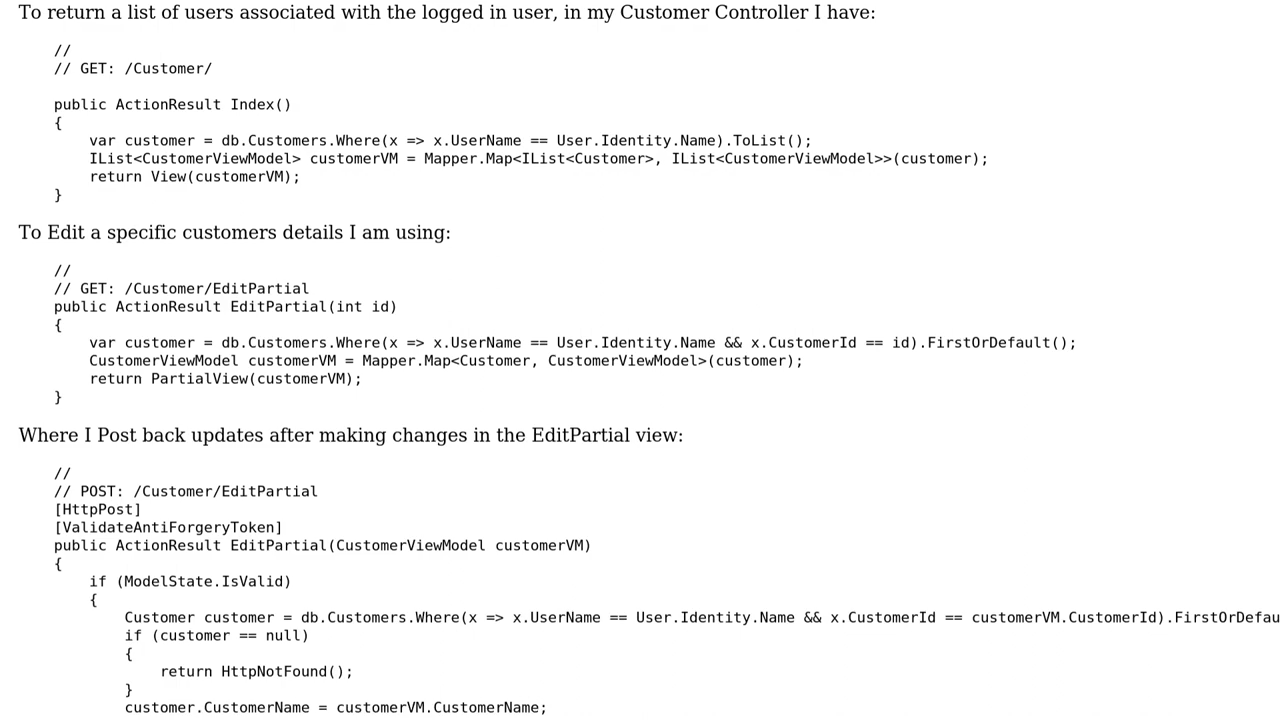 To return a list of users associated with the logged in user, in my Customer Controller I have:
//
// GET: /Customer/
public ActionResult Index()
{
var customer = db.Customers.Where(x => x.UserName == User.Identity.Name).ToList();
IList<CustomerViewModel> customerVM = Mapper.Map<IList<Customer>, IList<CustomerViewModel>>(customer);
return View(customerVM);
}
To Edit a specific customers details I am using:
//
// GET: /Customer/EditPartial
public ActionResult EditPartial(int id)
{
var customer = db.Customers.Where(x => x.UserName == User.Identity.Name && x.CustomerId == id).FirstOrDefault();
CustomerViewModel customerVM = Mapper.Map<Customer, CustomerViewModel>(customer);
return PartialView(customerVM);
}
Where I Post back updates after making changes in the EditPartial view:
//
// POST: /Customer/EditPartial
[HttpPost]
[ValidateAntiForgeryToken]
public ActionResult EditPartial(CustomerViewModel customerVM)
{
if (ModelState.IsValid)
{
Customer customer = db.Customers.Where(x => x.UserName == User.Identity.Name && x.CustomerId == customerVM.CustomerId).FirstOrDefau
if (customer == null)
{
return HttpNotFound();
}
customer.CustomerName = customerVM.CustomerName;